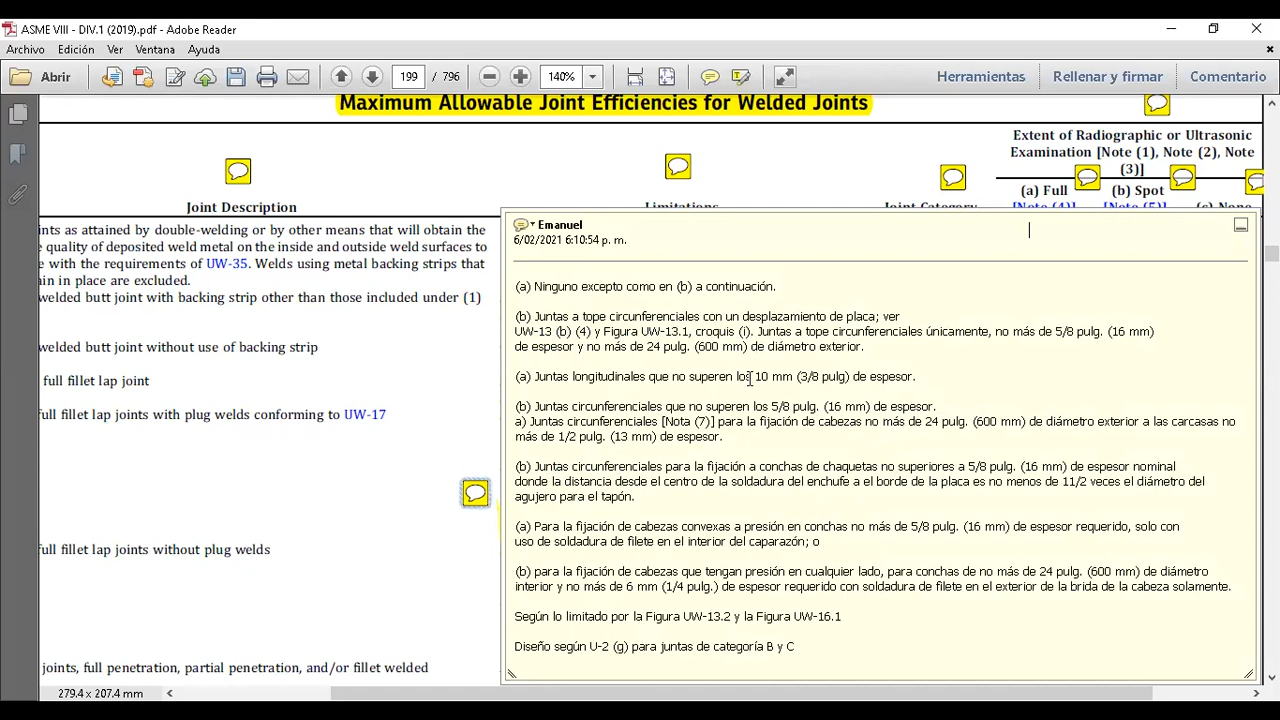 ASME VIII - DIV.1 (2019).pdf - Adobe Reader
Archivo Edición Ver Ventana Ayuda
Abrir 199 / 796 140% Herramientas Rellenar y firmar Comentario
Maximum Allowable Joint Efficiencies for Welded Joints
Extent of Radiographic or Ultrasonic
Examination [Note (1), Note (2), Note
(3)]
(a) Full (b) Spot
Joint Description Limitations Joint Category [Note (4)] [Note (5)] (c) None
ints as attained by double-welding or by other means that will obtain the
e quality of deposited weld metal on the inside and outside weld surfaces to
e with the requirements of UW-35. Welds using metal backing strips that
ain in place are excluded.
welded butt joint with backing strip other than those included under (1)
welded butt joint without use of backing strip
full fillet lap joint
full fillet lap joints with plug welds conforming to UW-17
full fillet lap joints without plug welds
joints, full penetration, partial penetration, and/or fillet welded
Emanuel
6/02/2021 6:10:54 p. m.
(a) Ninguno excepto como en (b) a continuación.
(b) Juntas a tope circunferenciales con un desplazamiento de placa; ver
UW-13 (b) (4) y Figura UW-13.1, croquis (i). Juntas a tope circunferenciales únicamente, no más de 5/8 pulg. (16 mm)
de espesor y no más de 24 pulg. (600 mm) de diámetro exterior.
(a) Juntas longitudinales que no superen los 10 mm (3/8 pulg) de espesor.
(b) Juntas circunferenciales que no superen los 5/8 pulg. (16 mm) de espesor.
a) Juntas circunferenciales [Nota (7)] para la fijación de cabezas no más de 24 pulg. (600 mm) de diámetro exterior a las carcasas no
más de 1/2 pulg. (13 mm) de espesor.
(b) Juntas circunferenciales para la fijación a conchas de chaquetas no superiores a 5/8 pulg. (16 mm) de espesor nominal
donde la distancia desde el centro de la soldadura del enchufe a el borde de la placa es no menos de 11/2 veces el diámetro del
agujero para el tapón.
(a) Para la fijación de cabezas convexas a presión en conchas no más de 5/8 pulg. (16 mm) de espesor requerido, solo con
uso de soldadura de filete en el interior del caparazón; o
(b) para la fijación de cabezas que tengan presión en cualquier lado, para conchas de no más de 24 pulg. (600 mm) de diámetro
interior y no más de 6 mm (1/4 pulg.) de espesor requerido con soldadura de filete en el exterior de la brida de la cabeza solamente.
Según lo limitado por la Figura UW-13.2 y la Figura UW-16.1
Diseño según U-2 (g) para juntas de categoría B y C
279.4 x 207.4 mm